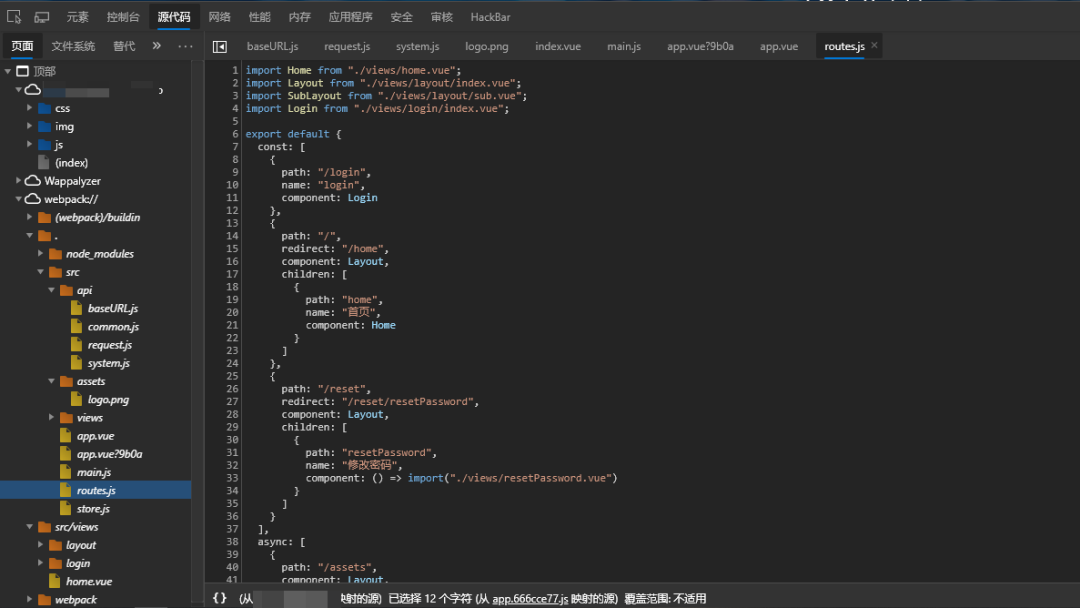 元素 控制台 源代码 网络 性能 内存 应用程序 安全 审核 HackBar
页面 文件系统 替代 » ⋯ baseURL.js request.js system.js logo.png index.vue main.js app.vue?9b0a app.vue routes.js ×
顶部
css
img
js
(index)
Wappalyzer
webpack://
(webpack)/buildin
.
node_modules
src
api
baseURL.js
common.js
request.js
system.js
assets
logo.png
views
app.vue
app.vue?9b0a
main.js
routes.js
store.js
src/views
layout
login
home.vue
webpack
1 import Home from "./views/home.vue";
2 import Layout from "./views/layout/index.vue";
3 import SubLayout from "./views/layout/sub.vue";
4 import Login from "./views/login/index.vue";
5
6 export default {
7 const: [
8 {
9 path: "/login",
10 name: "login",
11 component: Login
12 },
13 {
14 path: "/",
15 redirect: "/home",
16 component: Layout,
17 children: [
18 {
19 path: "home",
20 name: "首页",
21 component: Home
22 }
23 ]
24 },
25 {
26 path: "/reset",
27 redirect: "/reset/resetPassword",
28 component: Layout,
29 children: [
30 {
31 path: "resetPassword",
32 name: "修改密码",
33 component: () => import("./views/resetPassword.vue")
34 }
35 ]
36 }
37 ],
38 async: [
39 {
40 path: "/assets",
41 component: Layout,
{} (从 映射的源) 已选择 12 个字符 (从 app.666cce77.js 映射的源) 覆盖范围: 不适用